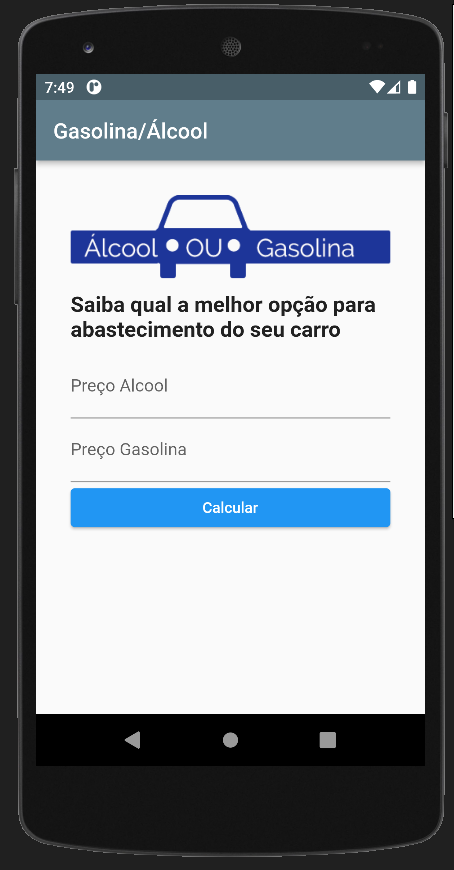 7:49
Gasolina/Álcool
Álcool OU Gasolina
Saiba qual a melhor opção para
abastecimento do seu carro
Preço Alcool
Preço Gasolina
Calcular